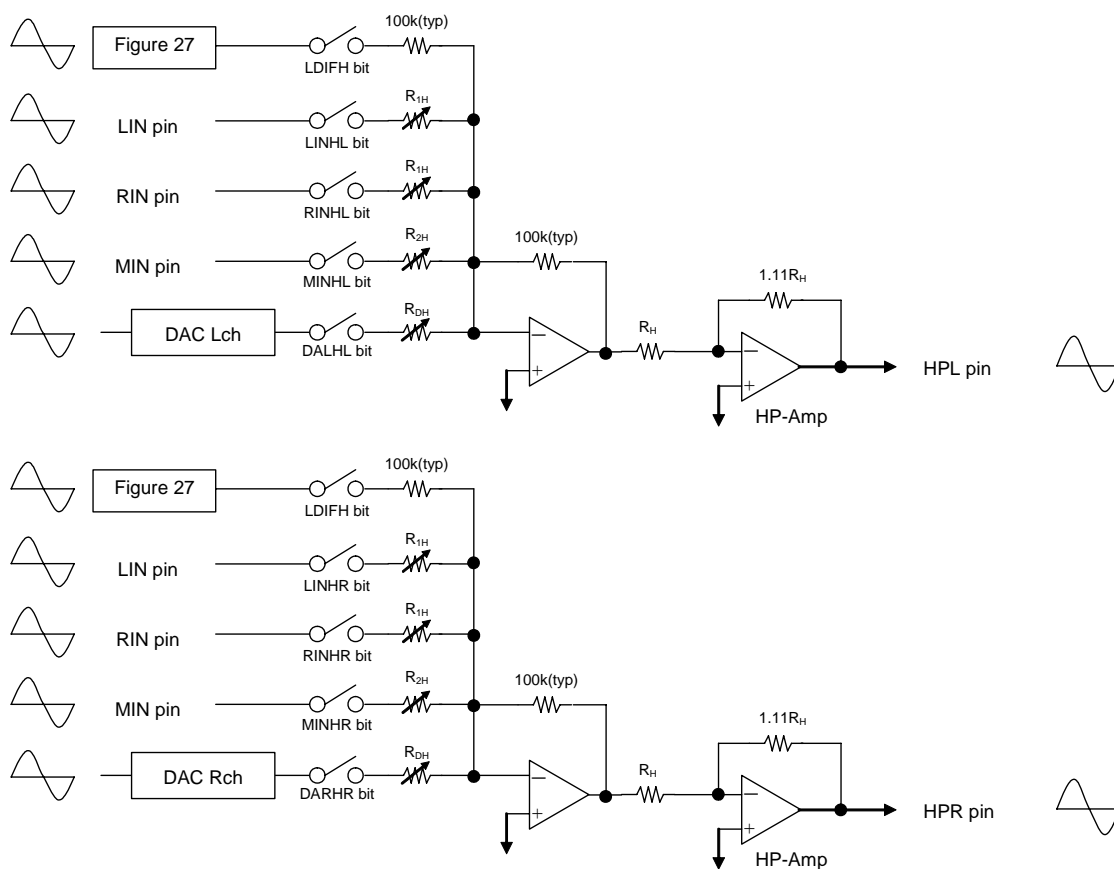 100k(typ)
Figure 27
LDIFH bit
R1H
LIN pin
LINHL bit
R1H
RIN pin
RINHL bit
R2H
100k(typ)
MIN pin
MINHL bit
1.11RH
RDH
RH
DAC Lch
DALHL bit
−
+
−
+
HPL pin
HP-Amp
100k(typ)
Figure 27
LDIFH bit
R1H
LIN pin
LINHR bit
R1H
RIN pin
RINHR bit
R2H
100k(typ)
MIN pin
MINHR bit
1.11RH
RDH
RH
DAC Rch
DARHR bit
−
+
−
+
HPR pin
HP-Amp